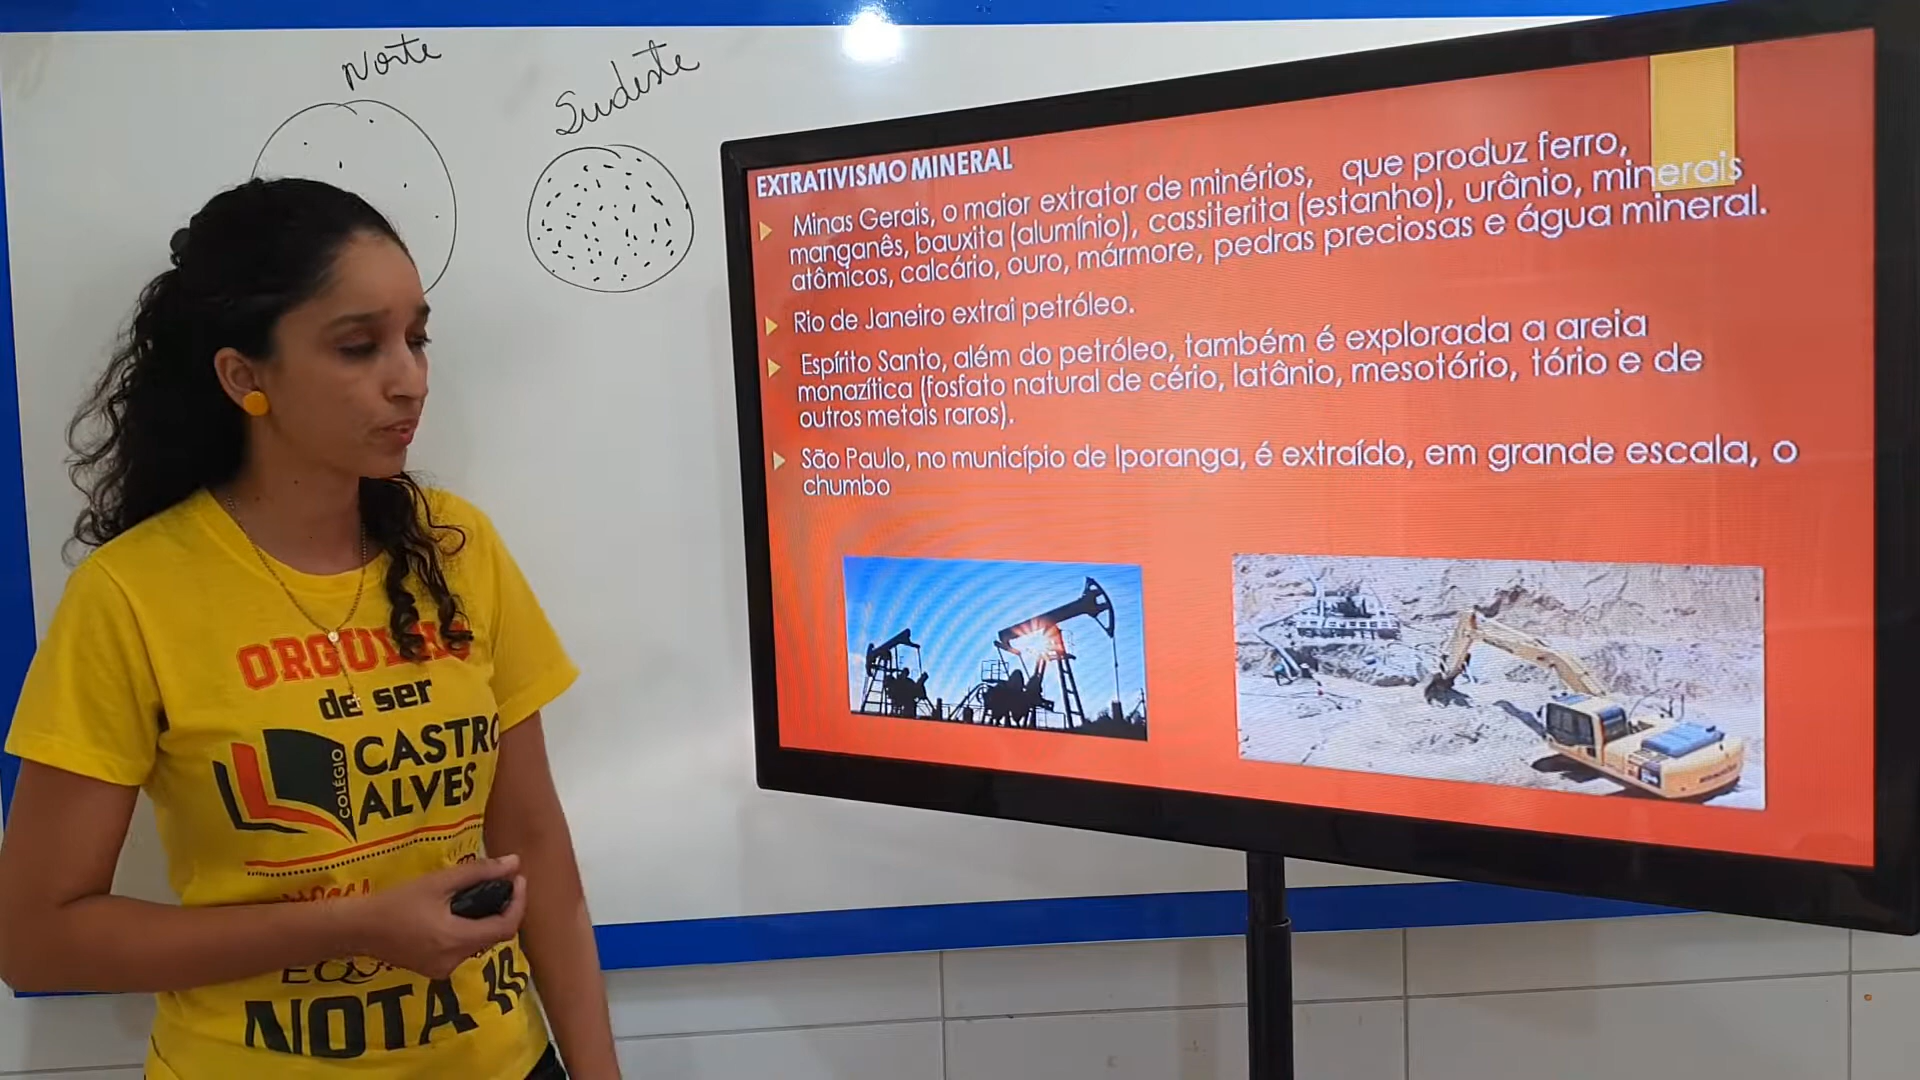 Norte
Sudeste
EXTRATIVISMO MINERAL
Minas Gerais, o maior extrator de minérios, que produz ferro,
manganês, bauxita (alumínio), cassiterita (estanho), urânio, minerais
atômicos, calcário, ouro, mármore, pedras preciosas e água mineral.
Rio de Janeiro extrai petróleo.
Espírito Santo, além do petróleo, também é explorada a areia
monazítica (fosfato natural de cério, latânio, mesotório, tório e de
outros metais raros).
São Paulo, no município de Iporanga, é extraído, em grande escala, o
chumbo
de ser
COLÉGIO
CASTRO
ALVES
NOTA 10